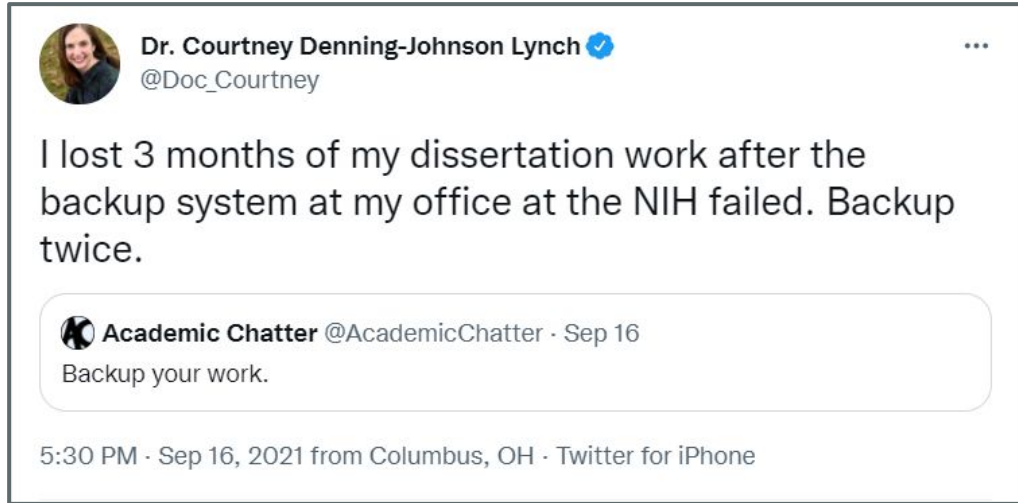 Dr. Courtney Denning-Johnson Lynch
@Doc_Courtney
I lost 3 months of my dissertation work after the
backup system at my office at the NIH failed. Backup
twice.
AC Academic Chatter @AcademicChatter · Sep 16
Backup your work.
5:30 PM · Sep 16, 2021 from Columbus, OH · Twitter for iPhone